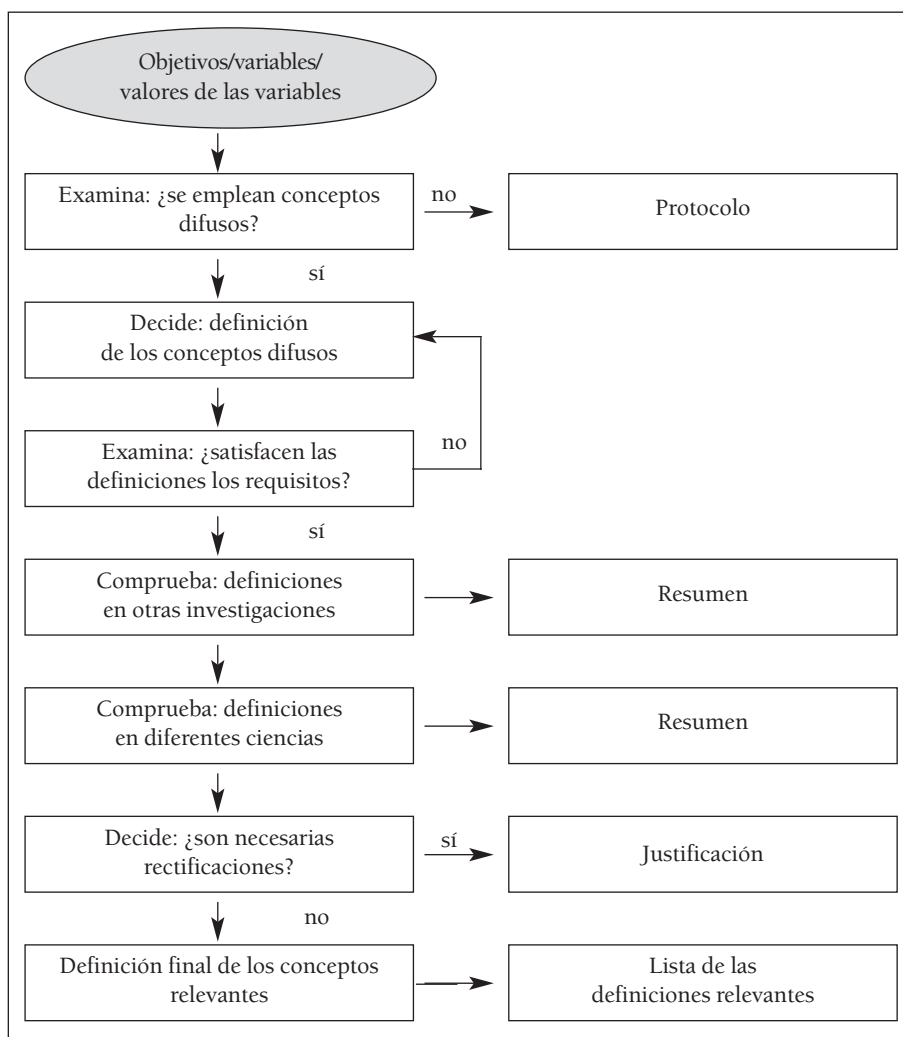 Objetivos/variables/
valores de las variables
Examina: ¿se emplean conceptos
difusos?
no
Protocolo
sí
Decide: definición
de los conceptos difusos
Examina: ¿satisfacen las
definiciones los requisitos?
no
sí
Comprueba: definiciones
en otras investigaciones
Resumen
Comprueba: definiciones
en diferentes ciencias
Resumen
Decide: ¿son necesarias
rectificaciones?
sí
Justificación
no
Definición final de los conceptos
relevantes
Lista de las
definiciones relevantes